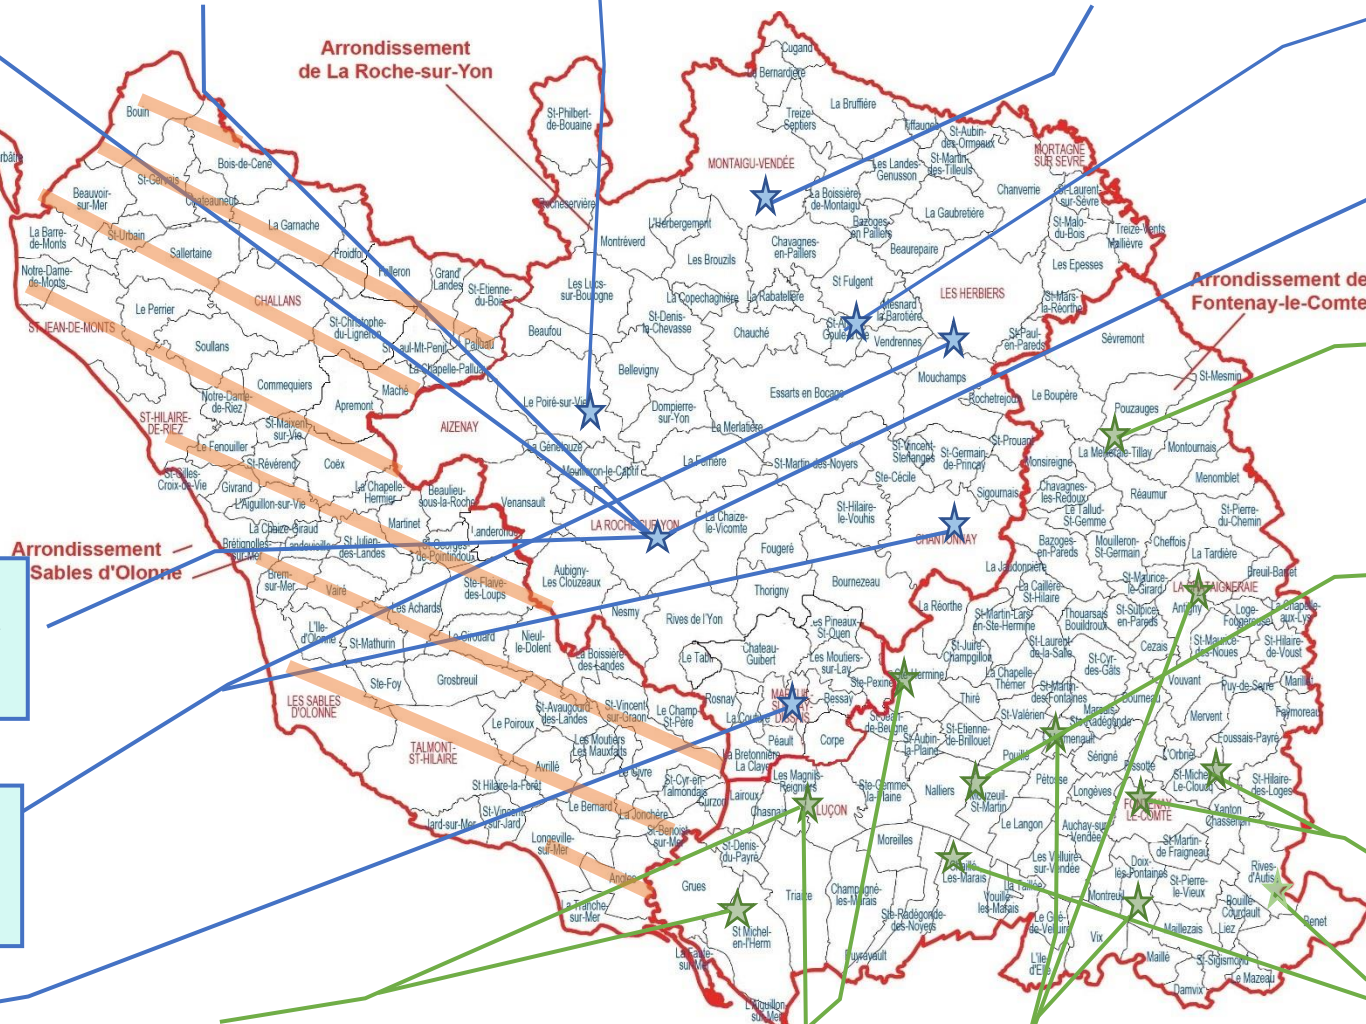 Arrondissement
de La Roche-sur-Yon
Cugand
La Bernardière
St-Philbert-
de-Bouaine
Treize-
Septiers
La Bruffière
Tiffauges
St-Aubin-
des-Ormeaux
MORTAGNE
SUR SEVRE
MONTAIGU-VENDÉE
Les Landes-
Genusson
St-Martin-
des-Tilleuls
Bouin
Bois-de-Cené
St-Gervais
Chateauneuf
Beauvoir-
sur-Mer
La Garnache
Rocheservière
L'Herbergement
La Boissière
de-Montaigu
Chanverrie
St-Laurent-
sur-Sèvre
La Gaubretière
Bazoges-
en Paillers
St-Malo-
du-Bois
Treize-Vents
Mallièvre
La Barre-
de-Monts
St-Urbain
Sallertaine
Froidfond
Montréverd
Chavagnes-
en-Paillers
Beaurepaire
Les Brouzils
Les Epesses
Notre-Dame-
de-Monts
Falleron
Grand'
Landes
St-Etienne-
du-Bois
Les Lucs-
sur-Boulogne
St Fulgent
LES HERBIERS
Arrondissement de
Fontenay-le-Comte
CHALLANS
Le Perrier
La Copechagnière
La Rabatelière
Mesnard
la-Barotière
St-Mars-
la-Réorthe
ST-JEAN-DE-MONTS
St-Christophe-
du-Ligneron
St-Denis-
la-Chevasse
Beaufou
Chauché
Vendrennes
St-Paul-
en-Pareds
Sèvremont
Soullans
St-Paul-Mt-Penit
Palluau
La Chapelle-Palluau
Bellevigny
Mouchamps
St-Mesmin
Commequiers
Maché
Apremont
Essarts en Bocage
Rochetrejoux
Le Boupère
Notre-Dame-
de-Riez
Le Poiré-sur-Vie
Dompierre-
sur-Yon
Pouzauges
ST-HILAIRE-
DE-RIEZ
St-Maixent-
sur-Vie
AIZENAY
La Merlatière
Le Fenouiller
La Génétouze
St-Vincent-
Sterlanges
St-Germain-
de-Prinçay
St-Prouant
La Meilleraie-Tillay
Montournais
St-Révérend
Coëx
Mouilleron-le-Captif
La Ferrière
St-Martin-des-Noyers
Monsireigne
St-Gilles-
Croix-de-Vie
Givrand
Ste-Cécile
Menomblet
L'Aiguillon-sur-Vie
La Chapelle-
Hermier
Beaulieu-
sous-la-Roche
Venansault
Sigournais
Chavagnes-
les-Redoux
Réaumur
St-Pierre-
du-Chemin
La Chaize-Giraud
Martinet
Landeronde
LA ROCHE SUR YON
La Chaize-
le-Vicomte
St-Hilaire-
le-Vouhis
Le Tallud-
St-Gemme
Arrondissement
Sables d'Olonne
Brétignolles-
sur-Mer
Landevieille
St-Julien-
des-Landes
St-Georges-
de-Pointindoux
Fougeré
CHANTONNAY
Bazoges-
en-Pareds
Mouilleron-
St-Germain
Cheffois
La Tardière
Brem-
sur-Mer
Vairé
Ste-Flaive-
des-Loups
Aubigny-
Les Clouzeaux
La Jaudonnière
Breuil-Barret
Les Achards
Thorigny
Bournezeau
La Caillère-
St-Hilaire
St-Maurice-
le-Girard
LA CHATAIGNERAIE
Nesmy
Rives de l'Yon
La Réorthe
St-Martin-Lars-
en-Ste-Hermine
Thouarsais
Bouildroux
St-Sulpice-
en-Pareds
Antigny
Loge-
Fougereuse
La Chapelle-
aux-Lys
L'Ile-
d'Olonne
St-Mathurin
Le Girouard
Nieul-
le-Dolent
Les Pineaux-
St-Quen
Cezais
St-Maurice-
des-Noues
St-Hilaire-
de-Voust
La Boissière-
des-Landes
Le Tablier
Chateau-
Guibert
Les Moutiers-
sur-Lay
St-Juire-
Champgillon
St-Laurent-
de-la-Salle
St-Cyr-
des-Gâts
Ste-Foy
Grosbreuil
Ste-Hermine
Ste-Pexine
La Chapelle-
Thémer
St-Martin-
des-Fontaines
Vouvant
Puy-de-Serre
Marillet
LES SABLES
D'OLONNE
St-Avaugourd-
des-Landes
St-Vincent-
sur-Graon
Rosnay
Bessay
Thiré
Bourneau
Faymoreau
Le Poiroux
Le Champ-
St-Père
La Couture
St-Jean-
de-Beugne
St-Valérien
Marsais-
Ste-Radégonde
Mervent
TALMONT-
ST-HILAIRE
Les Moutiers
Les Mauxfaits
Péault
Corpe
St-Aubin-
la-Plaine
St-Etienne-
de-Brillouet
Pouillé
L'Hermenault
Sérigné
Foussais-Payré
Avrillé
La Bretonnière
La Claye
L'Orbrie
Pissotte
Le Givre
St-Cyr-en-
Talmondais
Les Magnils-
Reigniers
Ste-Gemme
la-Plaine
Nalliers
Pétosse
St-Michel-
Le-Cloucq
St-Hilaire-
des-Loges
St Hilaire-la-Forêt
Lairoux
Curzon
Mouzeuil-
St-Martin
Longèves
FONTENAY
LE-COMTE
Le Bernard
La Jonchère
Chasnais
LUÇON
Xanton
Chassenon
Jard-sur-Mer
St-Vincent-
sur-Jard
St-Benoist-
sur-Mer
Le Langon
Auchay-sur-
Vendée
Longeville-
sur-Mer
St-Denis-
du-Payré
Moreilles
St-Martin-
de Fraigneau
Chaillé
Les-Marais
Les Velluire-
sur-Vendée
Doix-
lès-Fontaines
Rives-
d'Autise
Angles
Grues
Triaize
Champagné-
les-Marais
La Taillée
Vouillé-
les-Marais
Montreuil
St-Pierre-
le-Vieux
La Tranche-
sur-Mer
Bouillé-
Courdault
Benet
Ste-Radégonde-
des-Noyers
Le Gué-
de-Velluire
Maillezais
Liez
St Michel-
en-l'Herm
Vix
La Faute-
sur-Mer
Puyravault
L'ile
d'Elle
Maillé
St-Sigismond
Le Mazeau
Damvix
L'Aiguillon-
sur-Mer